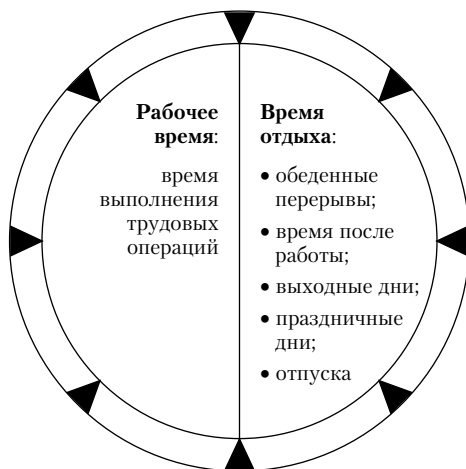 Рабочее
время:
время
выполнения
трудовых
операций
Время
отдыха:
• обеденные
перерывы;
• время после
работы;
• выходные дни;
• праздничные
дни;
• отпуска